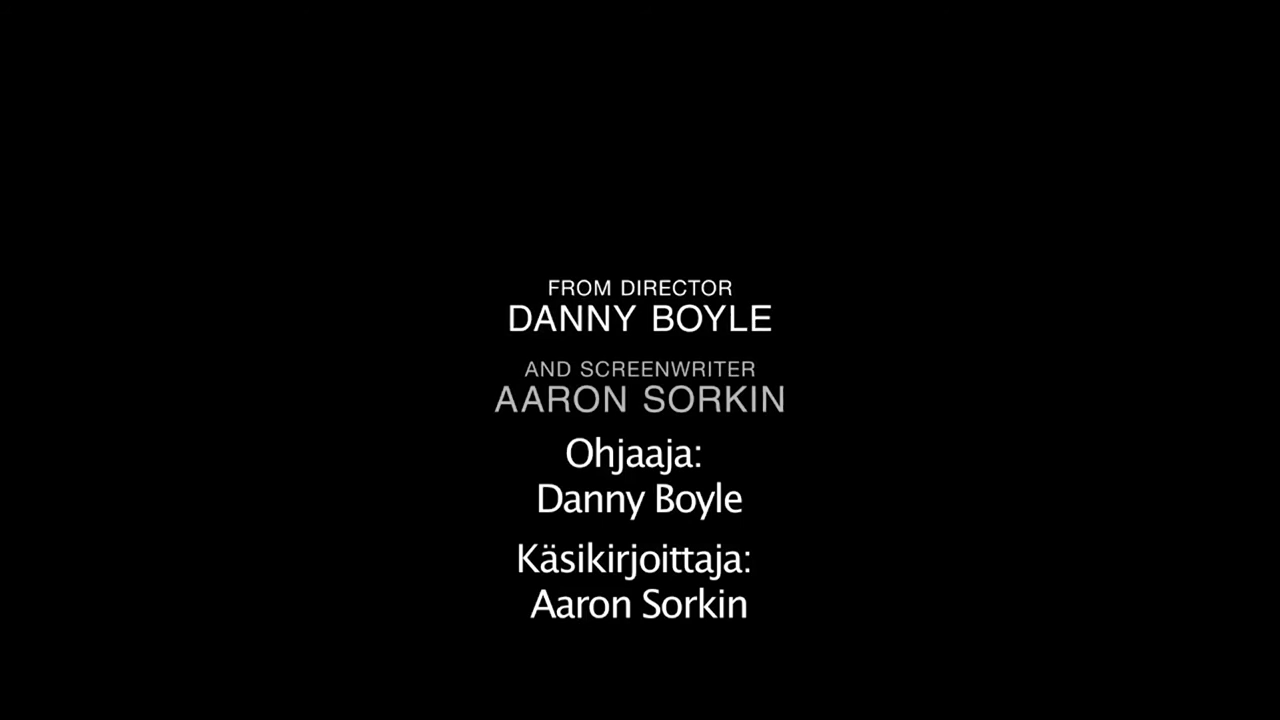 FROM DIRECTOR
DANNY BOYLE
AND SCREENWRITER
AARON SORKIN
Ohjaaja:
Danny Boyle
Käsikirjoittaja:
Aaron Sorkin